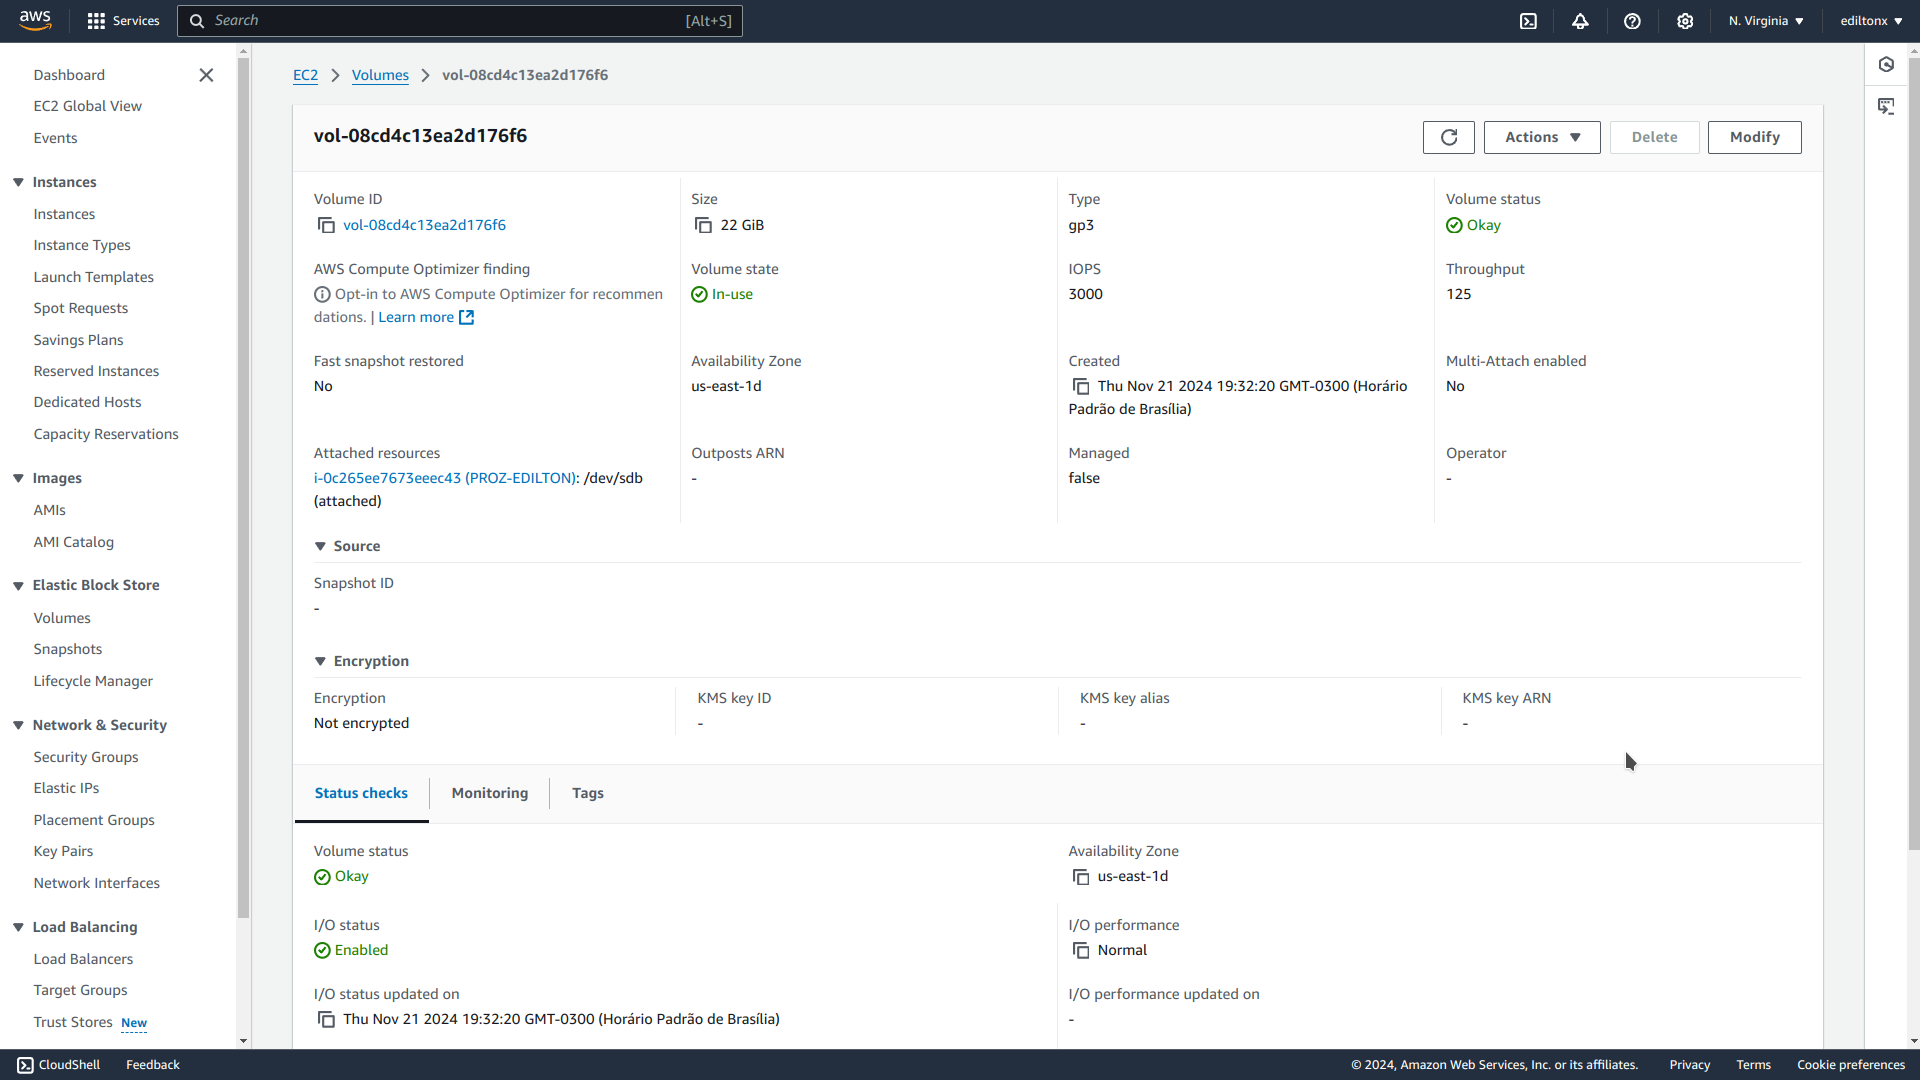 aws
Services
Search
[Alt+S]
N. Virginia
editonx
Dashboard
EC2 Global View
Events
Instances
Instances
Instance Types
Launch Templates
Spot Requests
Savings Plans
Reserved Instances
Dedicated Hosts
Capacity Reservations
Images
AMIs
AMI Catalog
Elastic Block Store
Volumes
Snapshots
Lifecycle Manager
Network & Security
Security Groups
Elastic IPs
Placement Groups
Key Pairs
Network Interfaces
Load Balancing
Load Balancers
Target Groups
Trust Stores New
EC2 > Volumes > vol-08cd4c13ea2d176f6
vol-08cd4c13ea2d176f6
Actions
Delete
Modify
Volume ID
vol-08cd4c13ea2d176f6
Size
22 GiB
Type
gp3
Volume status
Okay
AWS Compute Optimizer finding
Opt-in to AWS Compute Optimizer for recommen
dations. | Learn more
Volume state
In-use
IOPS
3000
Throughput
125
Fast snapshot restored
No
Availability Zone
us-east-1d
Created
Thu Nov 21 2024 19:32:20 GMT-0300 (Horário
Padrão de Brasília)
Multi-Attach enabled
No
Attached resources
i-0c265ee7673eeec43 (PROZ-EDILTON): /dev/sdb
(attached)
Outposts ARN
-
Managed
false
Operator
-
Source
Snapshot ID
-
Encryption
Encryption
Not encrypted
KMS key ID
-
KMS key alias
-
KMS key ARN
-
Status checks
Monitoring
Tags
Volume status
Okay
Availability Zone
us-east-1d
I/O status
Enabled
I/O performance
Normal
I/O status updated on
Thu Nov 21 2024 19:32:20 GMT-0300 (Horário Padrão de Brasília)
I/O performance updated on
-
CloudShell
Feedback
© 2024, Amazon Web Services, Inc. or its affiliates.
Privacy
Terms
Cookie preferences